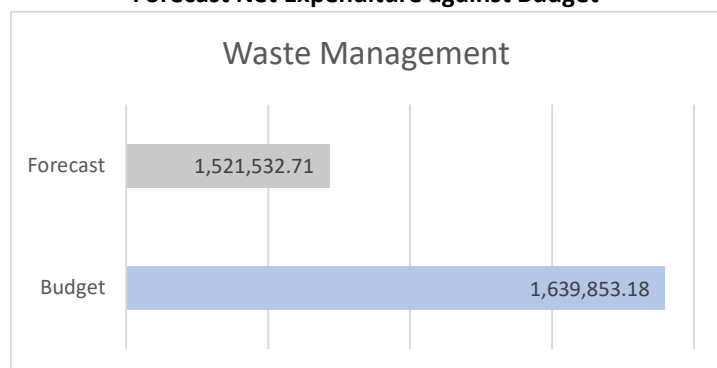 Forecast Net Expenditure against Budget
Waste Management
Forecast
1,521,532.71
Budget
1,639,853.18